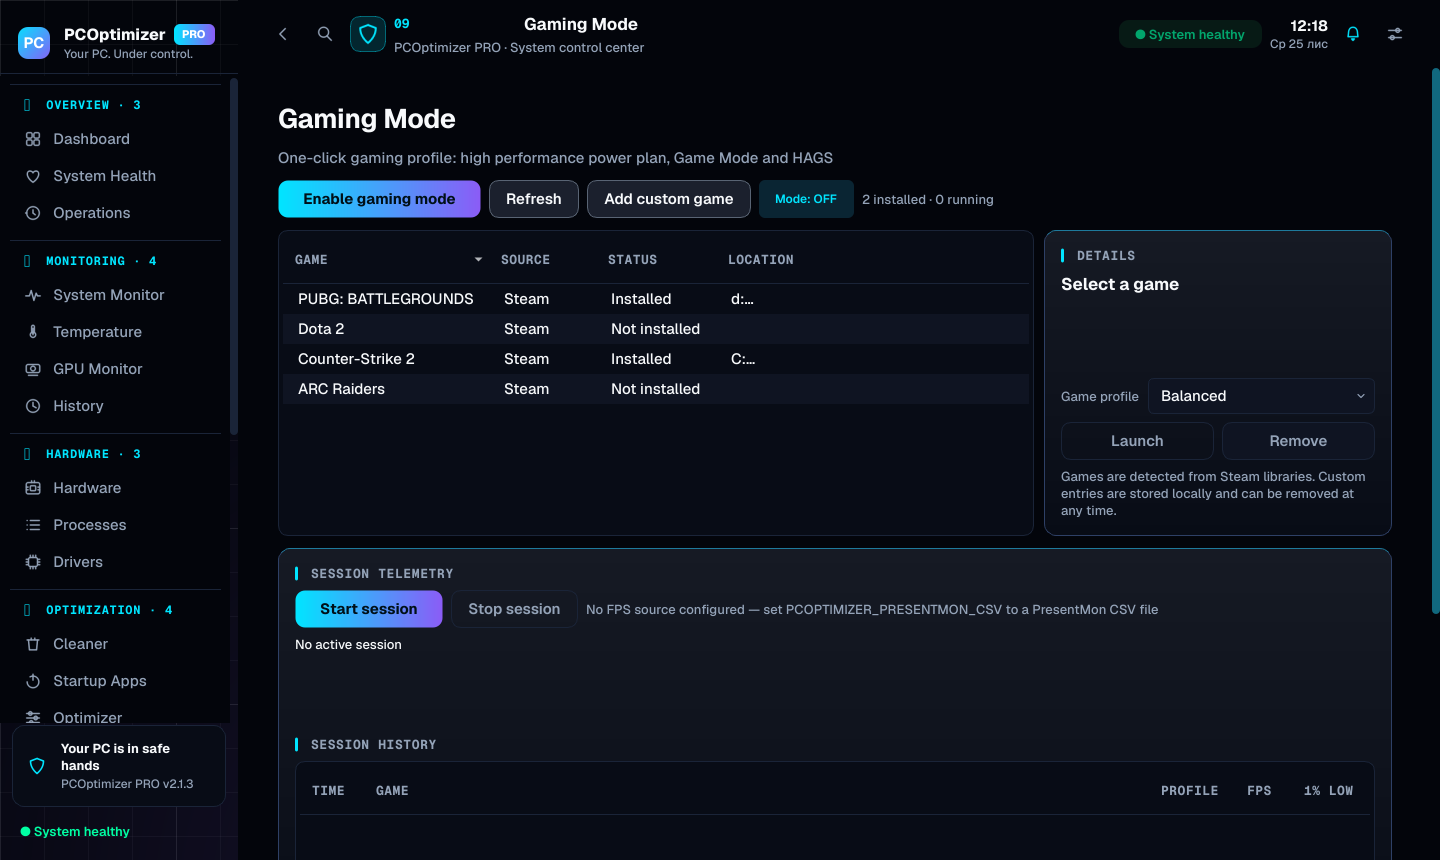 PC
PCOptimizer PRO
Your PC. Under control.
OVERVIEW · 3
Dashboard
System Health
Operations
MONITORING · 4
System Monitor
Temperature
GPU Monitor
History
HARDWARE · 3
Hardware
Processes
Drivers
OPTIMIZATION · 4
Cleaner
Startup Apps
Optimizer
Your PC is in safe
hands
PCOptimizer PRO v2.1.3
System healthy
09
Gaming Mode
PCOptimizer PRO · System control center
System healthy
12:18
Ср 25 лис
Gaming Mode
One-click gaming profile: high performance power plan, Game Mode and HAGS
Enable gaming mode Refresh Add custom game Mode: OFF 2 installed · 0 running
GAME SOURCE STATUS LOCATION
PUBG: BATTLEGROUNDS Steam Installed d:...
Dota 2 Steam Not installed
Counter-Strike 2 Steam Installed C:...
ARC Raiders Steam Not installed
DETAILS
Select a game
Game profile Balanced
Launch Remove
Games are detected from Steam libraries. Custom
entries are stored locally and can be removed at
any time.
SESSION TELEMETRY
Start session Stop session No FPS source configured — set PCOPTIMIZER_PRESENTMON_CSV to a PresentMon CSV file
No active session
SESSION HISTORY
TIME GAME PROFILE FPS 1% LOW